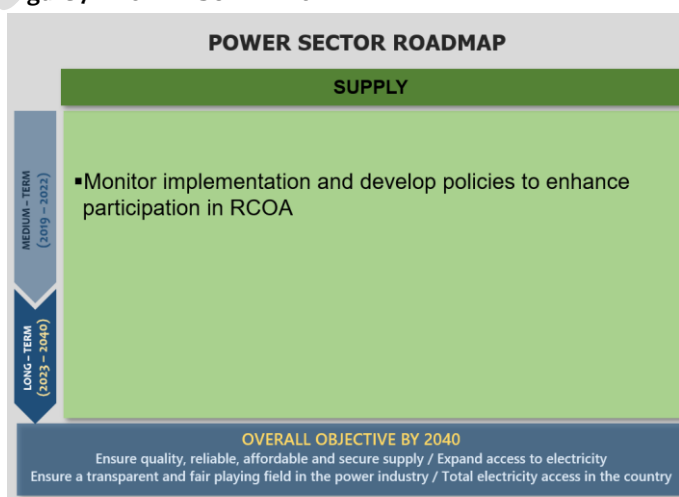 POWER SECTOR ROADMAP
SUPPLY
MEDIUM – TERM
(2019 – 2022)
▪Monitor implementation and develop policies to enhance
participation in RCOA
LONG – TERM
(2023 – 2040)
OVERALL OBJECTIVE BY 2040
Ensure quality, reliable, affordable and secure supply / Expand access to electricity
Ensure a transparent and fair playing field in the power industry / Total electricity access in the country